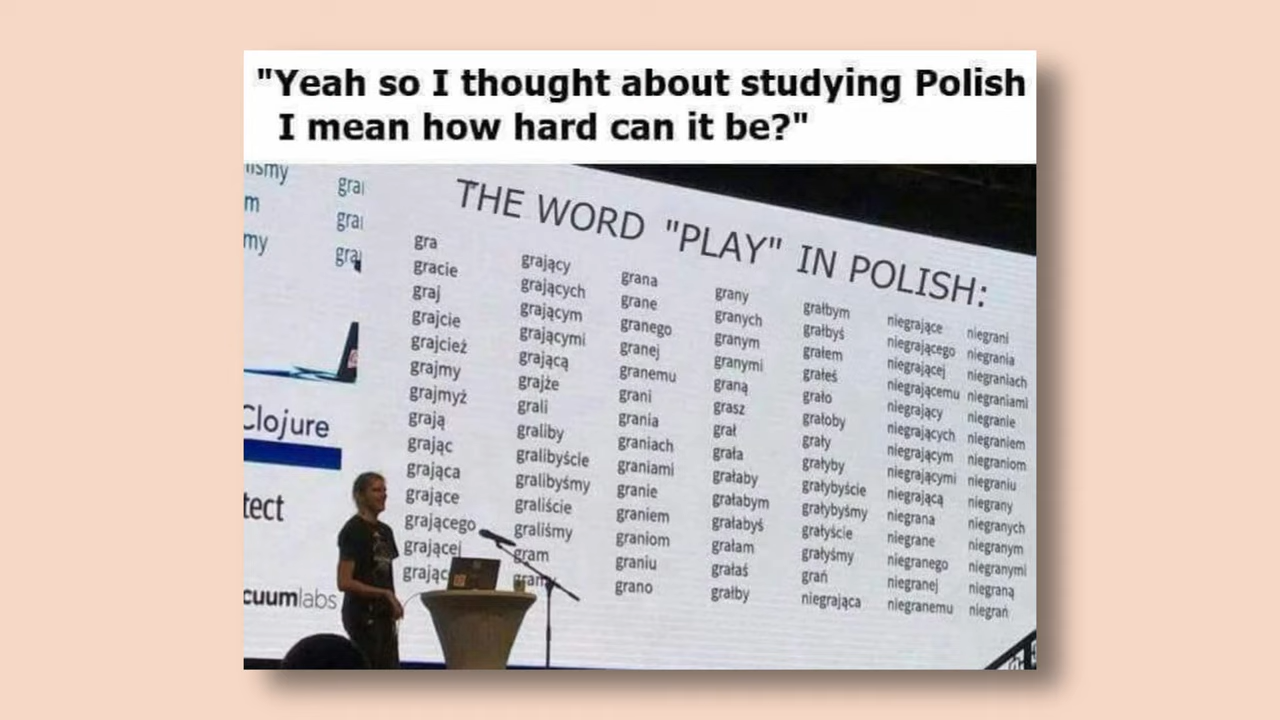 "Yeah so I thought about studying Polish
I mean how hard can it be?"
m
my
Clojure
tect
cuumlabs
THE WORD "PLAY" IN POLISH:
gra
gracie
graj
grajcie
grajcież
grajmy
grajmyż
grają
grając
grająca
grające
grającego
grającej
grający
grających
grającym
grającymi
grającą
grajże
grali
graliby
gralibyście
gralibyśmy
graliście
graliśmy
gram
gramy
grana
grane
granego
granej
granemu
grani
grania
graniach
graniami
granie
graniem
graniom
graniu
grano
grany
granych
granym
granymi
graną
grasz
grał
grała
grałaby
grałabym
grałabyś
grałam
grałaś
grałby
grałbym
grałbyś
grałem
grałeś
grało
grałoby
grały
grałyby
grałybyście
grałybyśmy
grałyście
grałyśmy
grań
niegrająca
niegrające
niegrającego
niegrającej
niegrającemu
niegrający
niegrających
niegrającym
niegrającymi
niegrającą
niegrana
niegrane
niegranego
niegranej
niegranemu
niegrani
niegrania
niegraniach
niegraniami
niegranie
niegraniem
niegraniom
niegraniu
niegrany
niegranych
niegranym
niegranymi
niegraną
niegrań